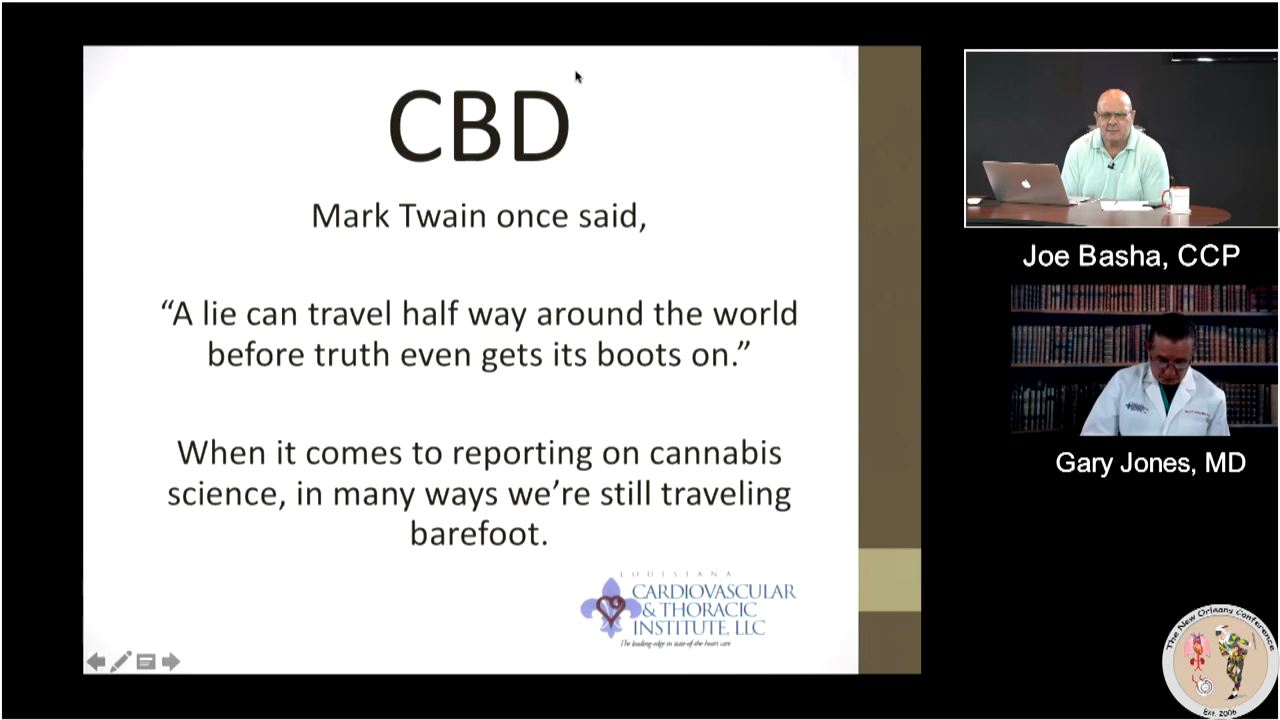 CBD
Mark Twain once said,
“A lie can travel half way around the world
before truth even gets its boots on.”
When it comes to reporting on cannabis
science, in many ways we’re still traveling
barefoot.
LOUISIANA
CARDIOVASCULAR
& THORACIC
INSTITUTE, LLC
The leading edge in state-of-the-heart care
Joe Basha, CCP
Gary Jones, MD
The New Orleans Conference
Est. 2006